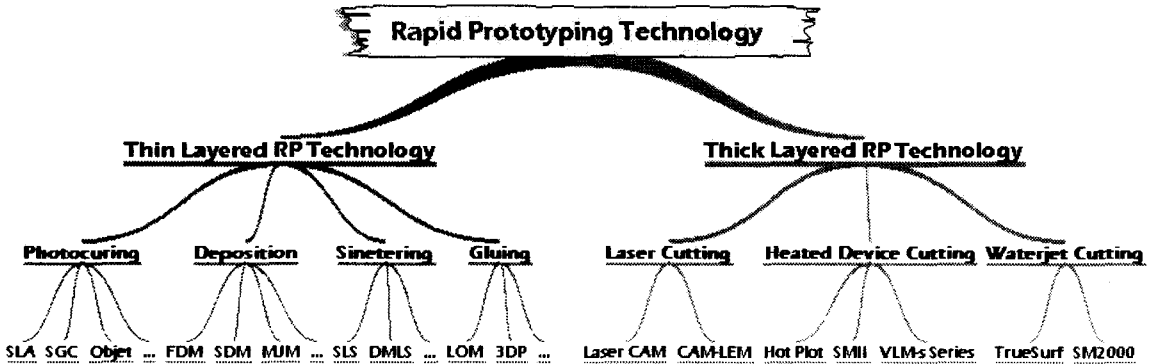 Rapid Prototyping Technology
Thin Layered RP Technology Thick Layered RP Technology
Photocuring Deposition Sinetering Gluing Laser Cutting Heated Device Cutting Waterjet Cutting
SLA SGC Objet ... FDM SDM MJM ... SLS DMLS ... LOM 3DP ... Laser CAM CAM-LEM Hot Plot SMII VLM-s Series TrueSurf SM2000